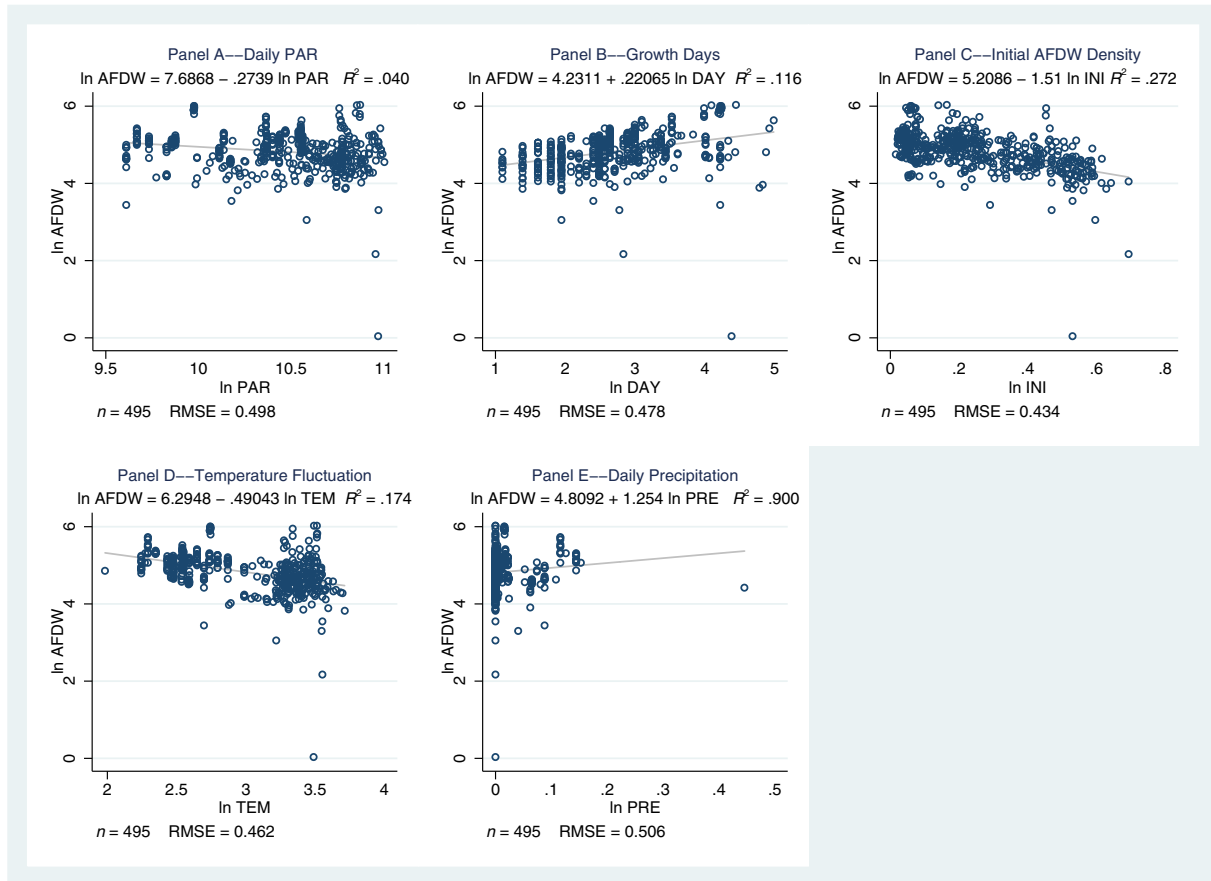 Panel A––Daily PAR
ln AFDW = 7.6868 − .2739 ln PAR R² = .040
ln AFDW
6
4
2
0
9.5 10 10.5 11
ln PAR
n = 495 RMSE = 0.498
Panel B––Growth Days
ln AFDW = 4.2311 + .22065 ln DAY R² = .116
ln AFDW
6
4
2
0
1 2 3 4 5
ln DAY
n = 495 RMSE = 0.478
Panel C––Initial AFDW Density
ln AFDW = 5.2086 − 1.51 ln INI R² = .272
ln AFDW
6
4
2
0
0 .2 .4 .6 .8
ln INI
n = 495 RMSE = 0.434
Panel D––Temperature Fluctuation
ln AFDW = 6.2948 − .49043 ln TEM R² = .174
ln AFDW
6
4
2
0
2 2.5 3 3.5 4
ln TEM
n = 495 RMSE = 0.462
Panel E––Daily Precipitation
ln AFDW = 4.8092 + 1.254 ln PRE R² = .900
ln AFDW
6
4
2
0
0 .1 .2 .3 .4 .5
ln PRE
n = 495 RMSE = 0.506